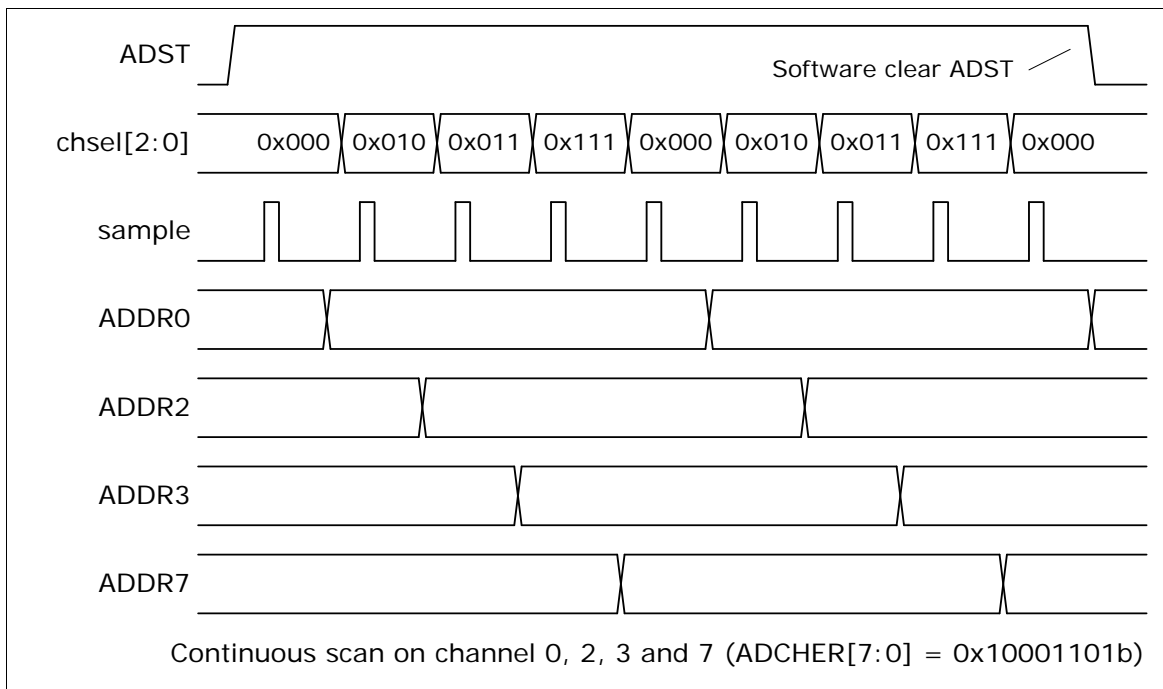 ADST
Software clear ADST
chsel[2:0] 0x000 0x010 0x011 0x111 0x000 0x010 0x011 0x111 0x000
sample
ADDR0
ADDR2
ADDR3
ADDR7
Continuous scan on channel 0, 2, 3 and 7 (ADCHER[7:0] = 0x10001101b)